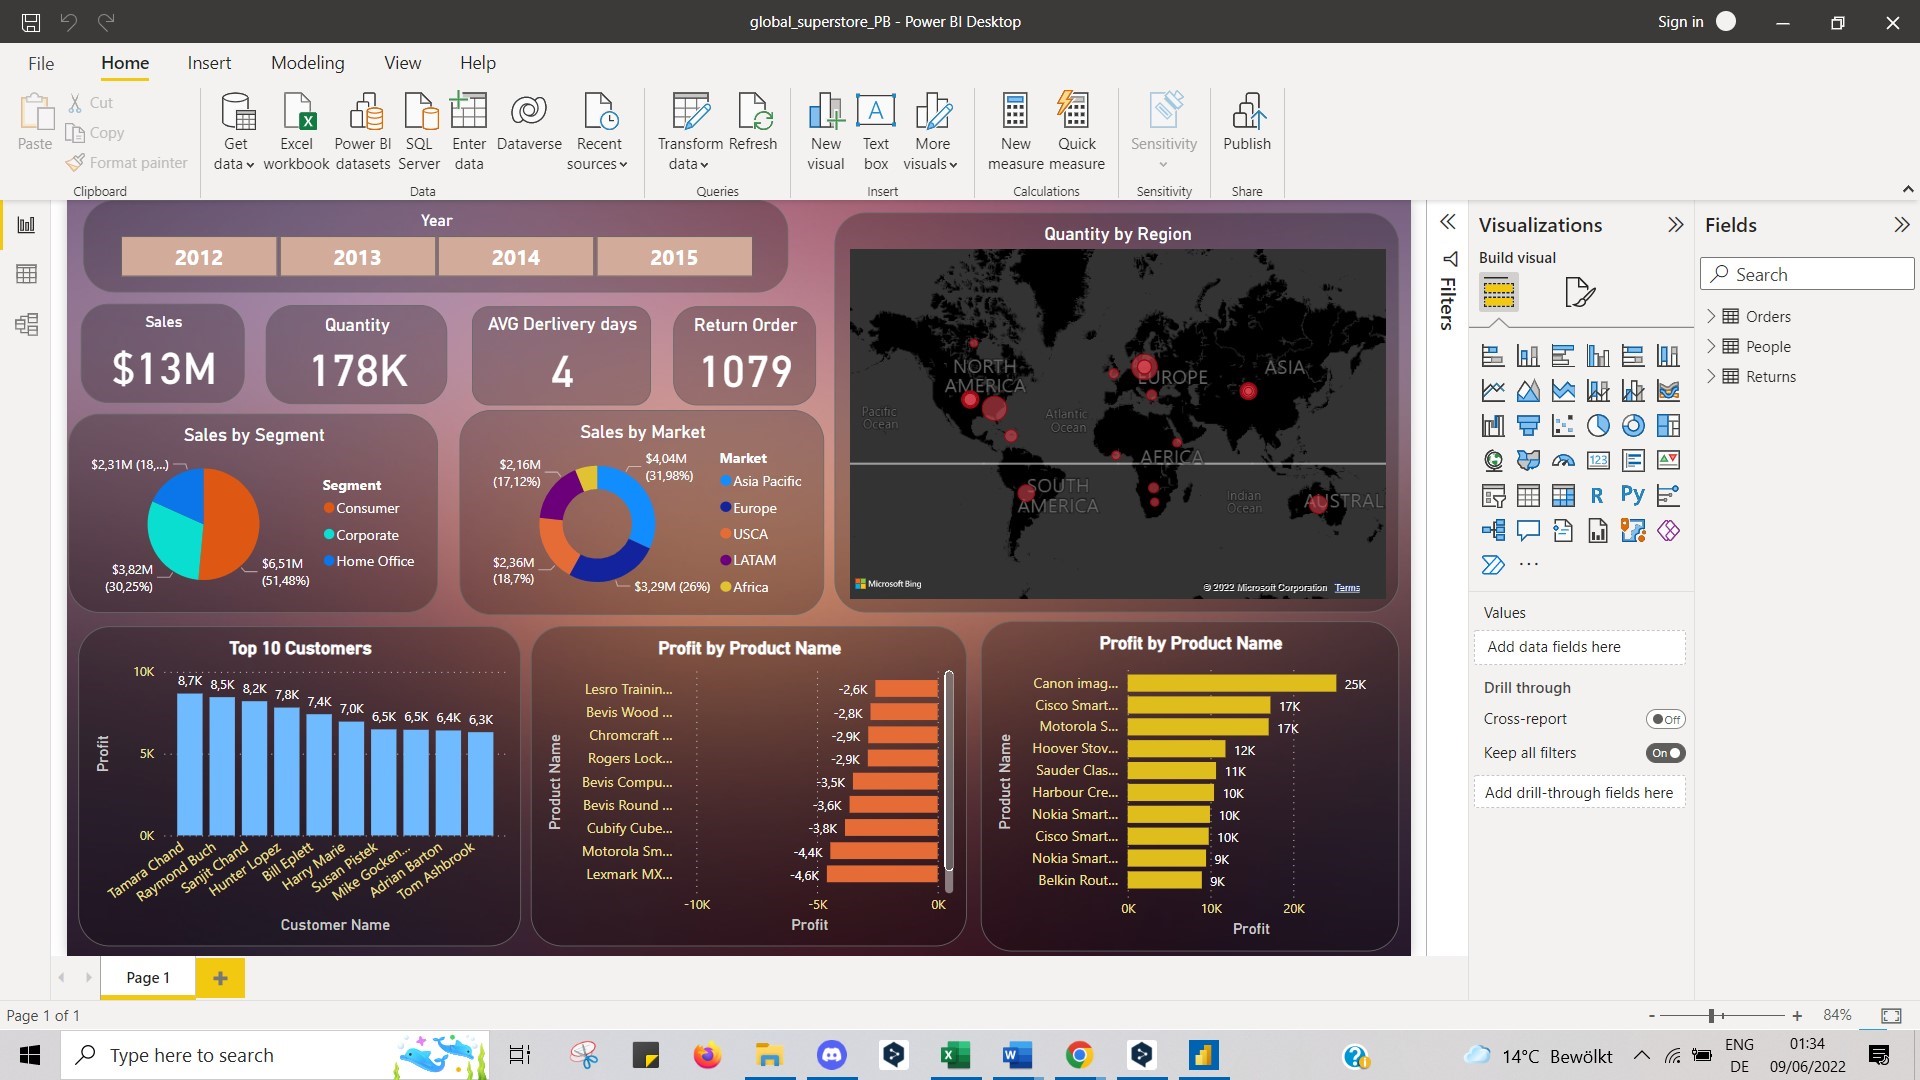 global_superstore_PB - Power BI Desktop
Sign in
File Home Insert Modeling View Help
Paste
Cut
Copy
Format painter
Clipboard
Get data
Excel workbook
Power BI datasets
SQL Server
Enter data
Dataverse
Recent sources
Data
Transform data
Refresh
Queries
New visual
Text box
More visuals
Insert
New measure
Quick measure
Calculations
Sensitivity
Sensitivity
Publish
Share
Year
2012 2013 2014 2015
Sales
$13M
Quantity
178K
AVG Derlivery days
4
Return Order
1079
Sales by Segment
$2,31M (18,...)
$3,82M
(30,25%)
$6,51M
(51,48%)
Segment
Consumer
Corporate
Home Office
Sales by Market
$2,16M
(17,12%)
$4,04M
(31,98%)
$2,36M
(18,7%)
$3,29M (26%)
Market
Asia Pacific
Europe
USCA
LATAM
Africa
Quantity by Region
NORTH
AMERICA
EUROPE
ASIA
Pacific
Ocean
Atlantic
Ocean
AFRICA
SOUTH
AMERICA
Indian
Ocean
AUSTRAL
Microsoft Bing
© 2022 Microsoft Corporation Terms
Top 10 Customers
Profit
10K
5K
0K
8,7K 8,5K 8,2K 7,8K 7,4K 7,0K 6,5K 6,5K 6,4K 6,3K
Tamara Chand
Raymond Buch
Sanjit Chand
Hunter Lopez
Bill Eplett
Harry Marie
Susan Pistek
Mike Gocken...
Adrian Barton
Tom Ashbrook
Customer Name
Profit by Product Name
Product Name
Lesro Trainin... -2,6K
Bevis Wood ... -2,8K
Chromcraft ... -2,9K
Rogers Lock... -2,9K
Bevis Compu... -3,5K
Bevis Round ... -3,6K
Cubify Cube... -3,8K
Motorola Sm... -4,4K
Lexmark MX... -4,6K
-10K -5K 0K
Profit
Profit by Product Name
Product Name
Canon imag... 25K
Cisco Smart... 17K
Motorola S... 17K
Hoover Stov... 12K
Sauder Clas... 11K
Harbour Cre... 10K
Nokia Smart... 10K
Cisco Smart... 10K
Nokia Smart... 9K
Belkin Rout... 9K
0K 10K 20K
Profit
Filters
Visualizations
Build visual
123
R
Py
...
Values
Add data fields here
Drill through
Cross-report Off
Keep all filters On
Add drill-through fields here
Fields
Search
Orders
People
Returns
Page 1
Page 1 of 1
- + 84%
Type here to search
14°C Bewölkt
ENG
DE
01:34
09/06/2022